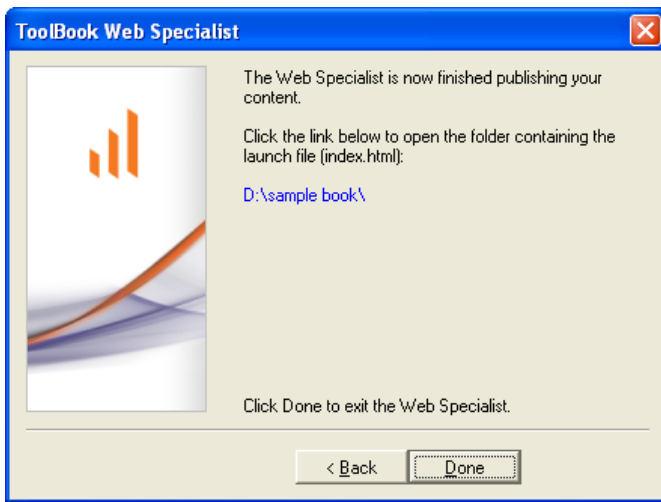 ToolBook Web Specialist
The Web Specialist is now finished publishing your
content.
Click the link below to open the folder containing the
launch file (index.html):
D:\sample book\
Click Done to exit the Web Specialist.
< Back
Done